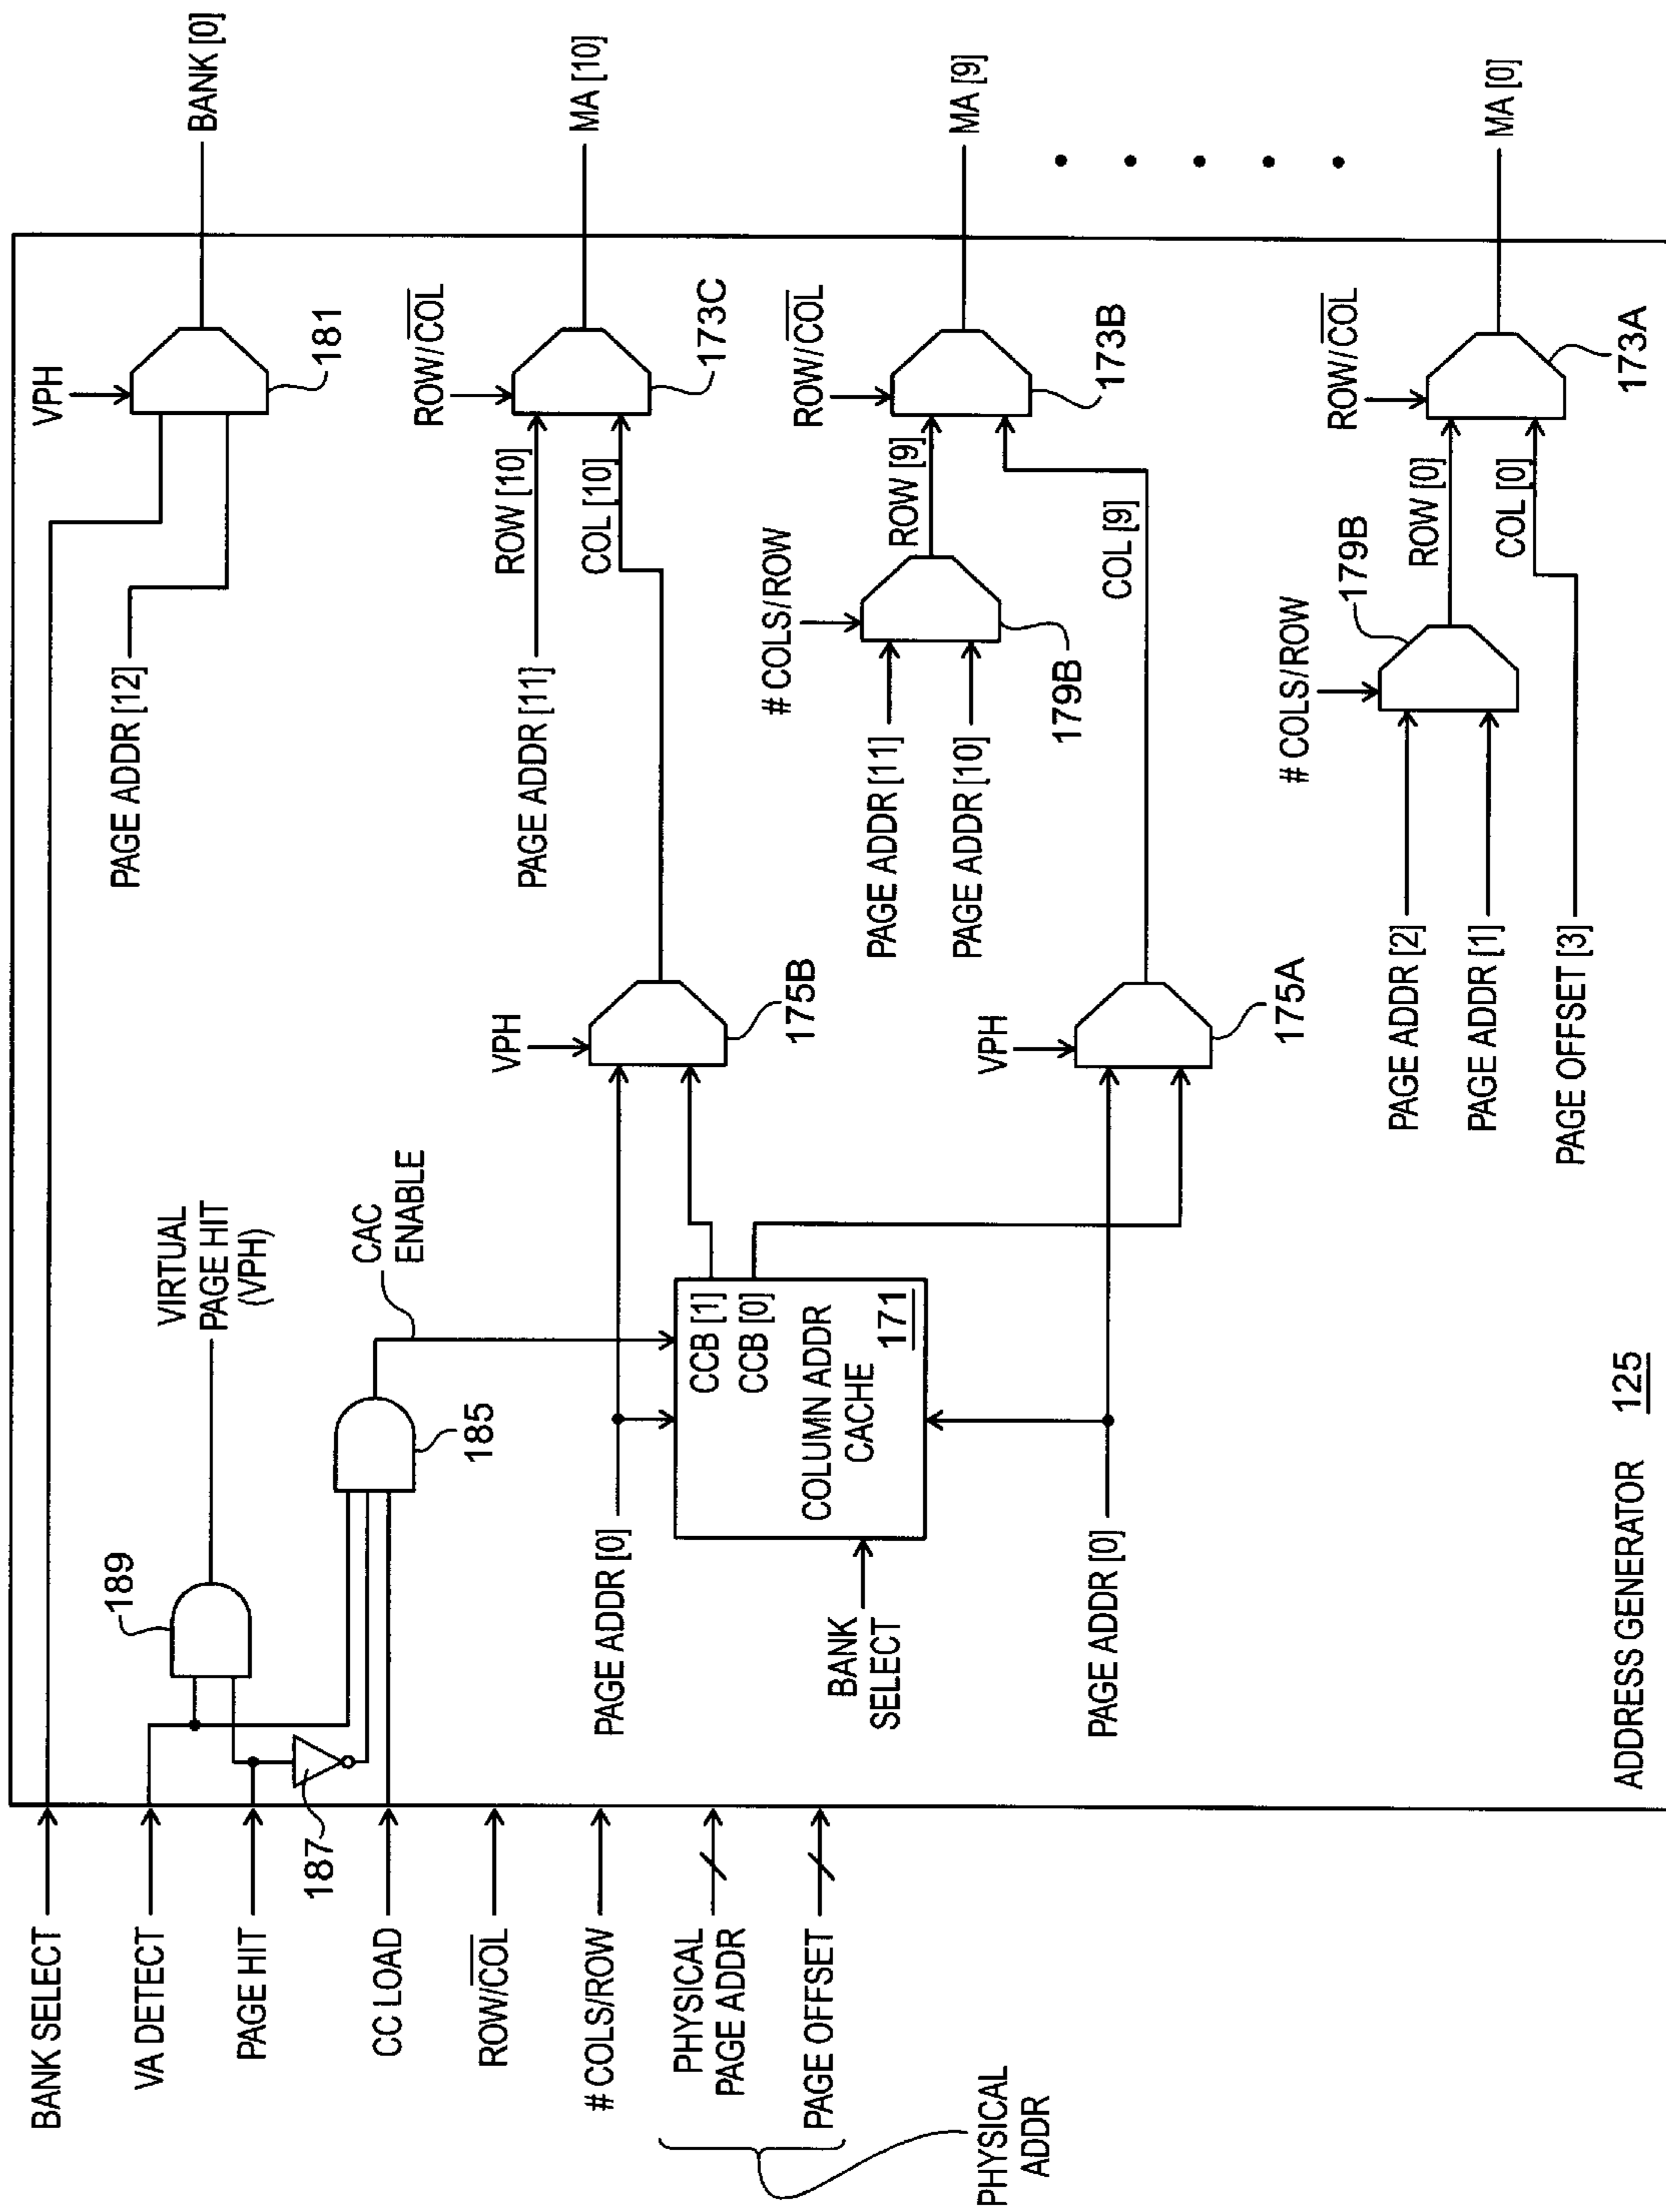 BANK SELECT
VA DETECT
PAGE HIT
CC LOAD
ROW/COL
# COLS/ROW
PHYSICAL
PAGE ADDR
PAGE OFFSET
PHYSICAL
ADDR
187
189
VIRTUAL
PAGE HIT
(VPH)
185
CAC
ENABLE
PAGE ADDR [0]
CCB [1]
CCB [0]
COLUMN ADDR
CACHE
171
BANK
SELECT
PAGE ADDR [0]
VPH
175B
VPH
175A
PAGE ADDR [12]
VPH
181
BANK [0]
PAGE ADDR [11]
ROW [10]
COL [10]
ROW/COL
173C
MA [10]
# COLS/ROW
PAGE ADDR [11]
PAGE ADDR [10]
179B
ROW [9]
COL [9]
ROW/COL
173B
MA [9]
# COLS/ROW
179B
PAGE ADDR [2]
PAGE ADDR [1]
PAGE OFFSET [3]
ROW [0]
COL [0]
ROW/COL
173A
MA [0]
ADDRESS GENERATOR 125